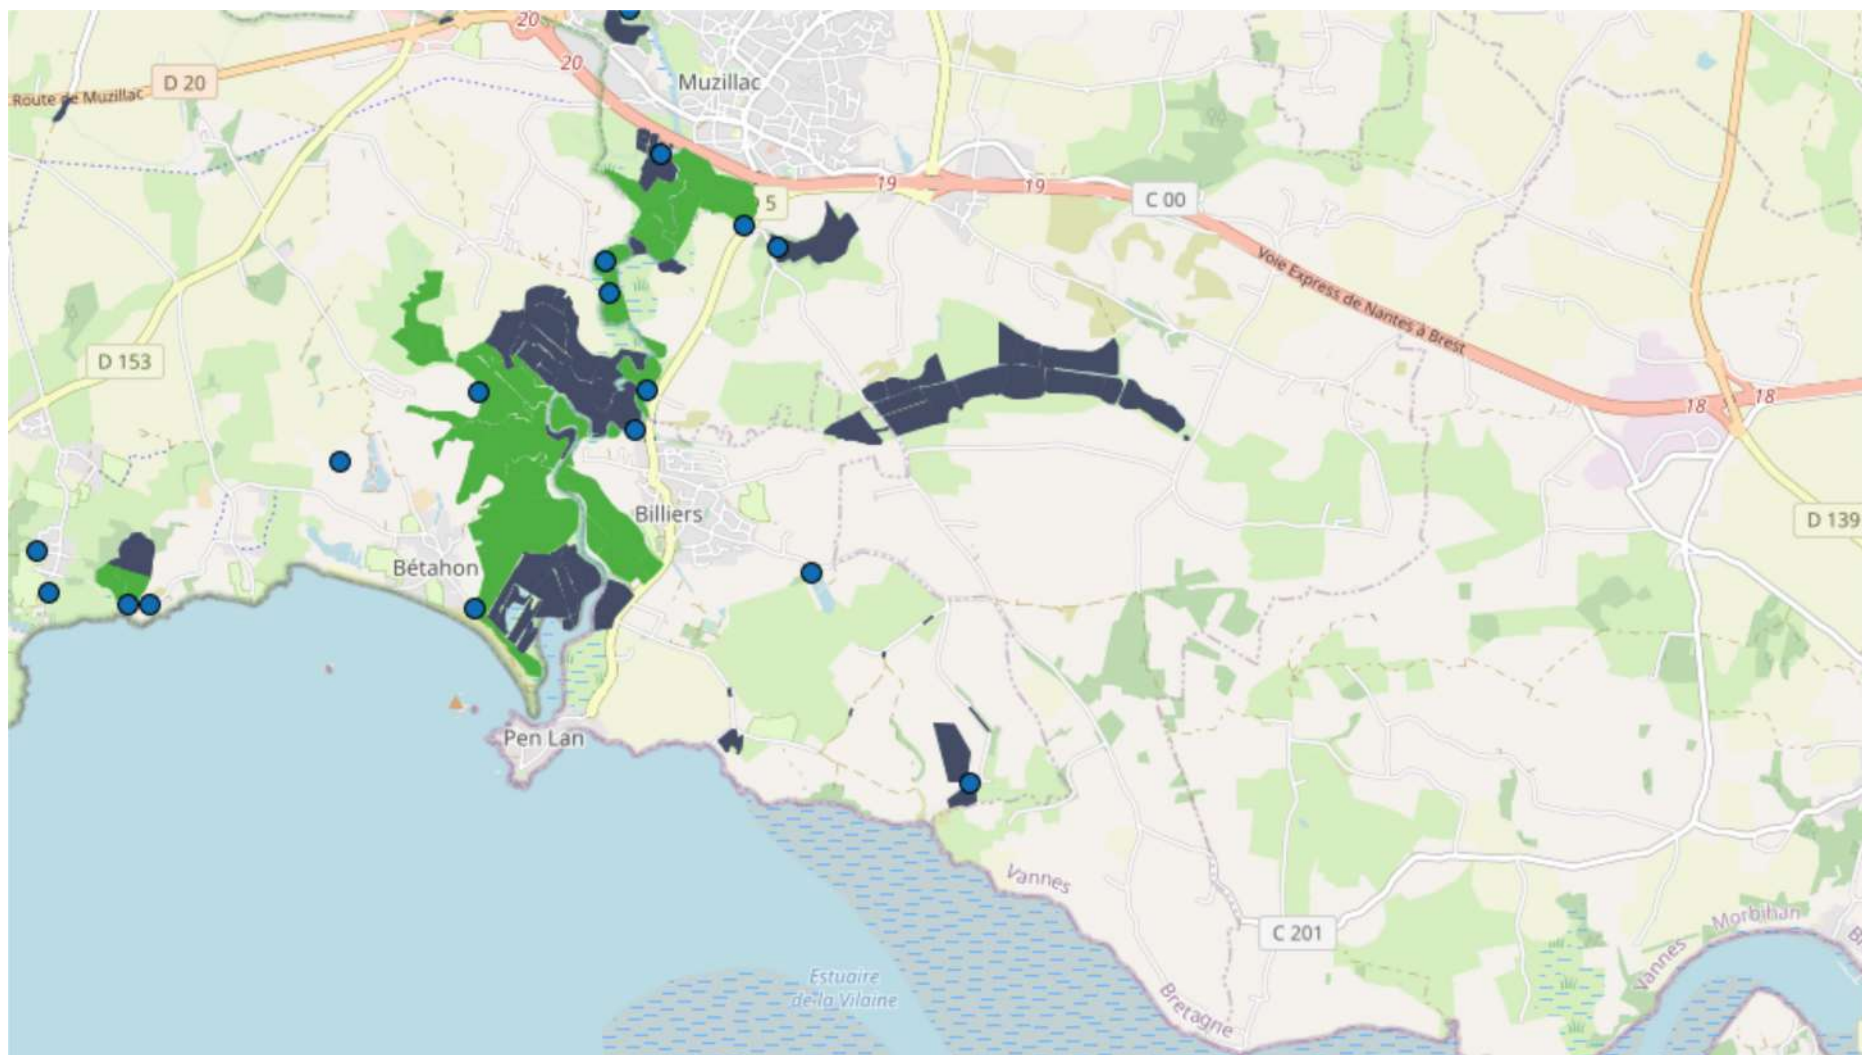 20
20
Muzillac
D 20
Route de Muzillac
19
19
5
C 00
Voie Express de Nantes à Brest
D 153
18
18
Billiers
D 139
Bétahon
Pen Lan
Vannes
Morbihan
C 201
Vannes
Estuaire
de la Vilaine
Bretagne